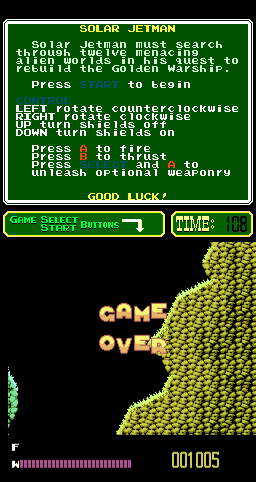 SOLAR JETMAN
Solar Jetman must search
through twelve menacing
alien worlds in his quest to
rebuild the Golden Warship.
Press START to begin
CONTROL
LEFT rotate counterclockwise
RIGHT rotate clockwise
UP turn shields off
DOWN turn shields on
Press A to fire
Press B to thrust
Press SELECT and A to
unleash optional weaponry
GOOD LUCK!
GAME SELECT
START BUTTONS
TIME: 108
GAME
OVER
F
W
001005